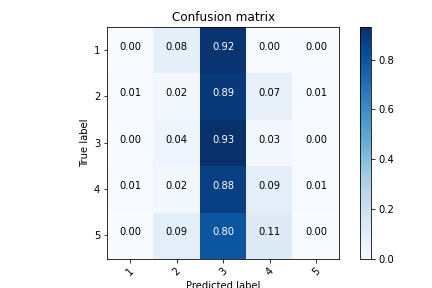 Confusion matrix
1 0.00 0.08 0.92 0.00 0.00
2 0.01 0.02 0.89 0.07 0.01
3 0.00 0.04 0.93 0.03 0.00
4 0.01 0.02 0.88 0.09 0.01
5 0.00 0.09 0.80 0.11 0.00
True label
1 2 3 4 5
Predicted label
0.8
0.6
0.4
0.2
0.0